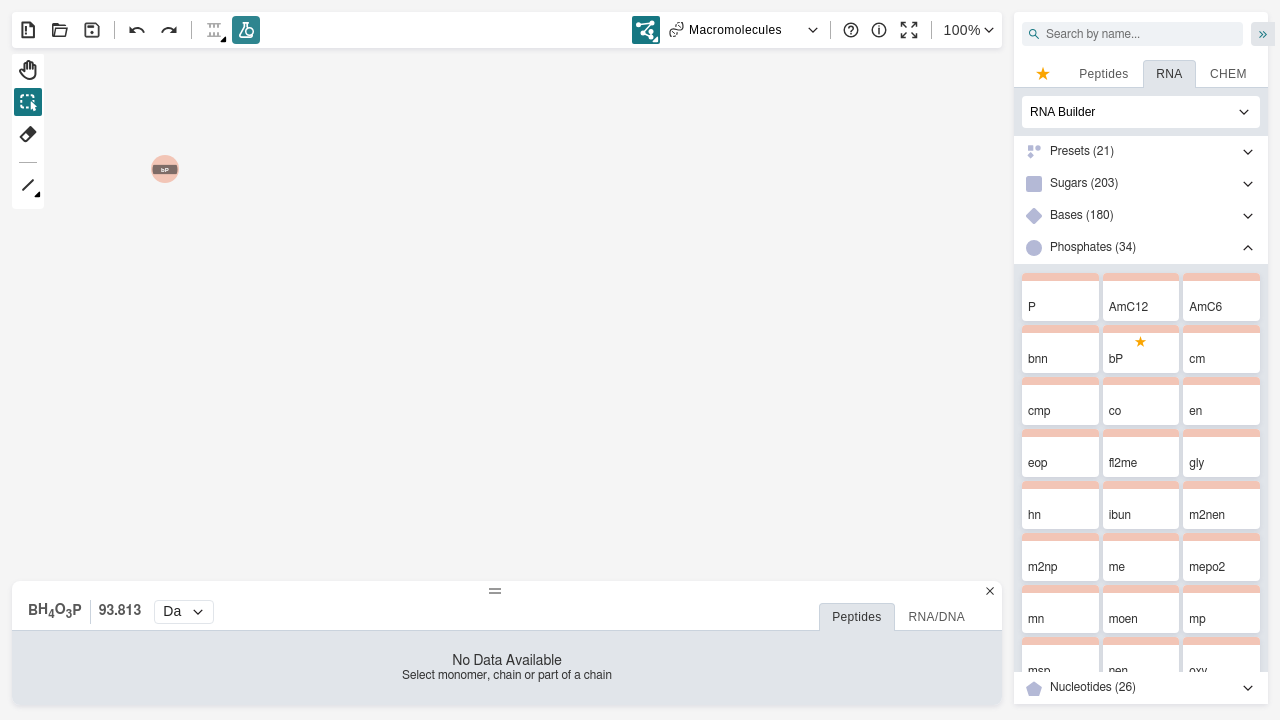 Macromolecules
100%
Search by name...
Peptides
RNA
CHEM
RNA Builder
Presets (21)
Sugars (203)
Bases (180)
Phosphates (34)
P
AmC12
AmC6
bnn
bP
cm
cmp
co
en
eop
fl2me
gly
hn
ibun
m2nen
m2np
me
mepo2
mn
moen
mp
msp
nen
oxy
Nucleotides (26)
bP
BH4O3P
93.813
Da
Peptides
RNA/DNA
No Data Available
Select monomer, chain or part of a chain